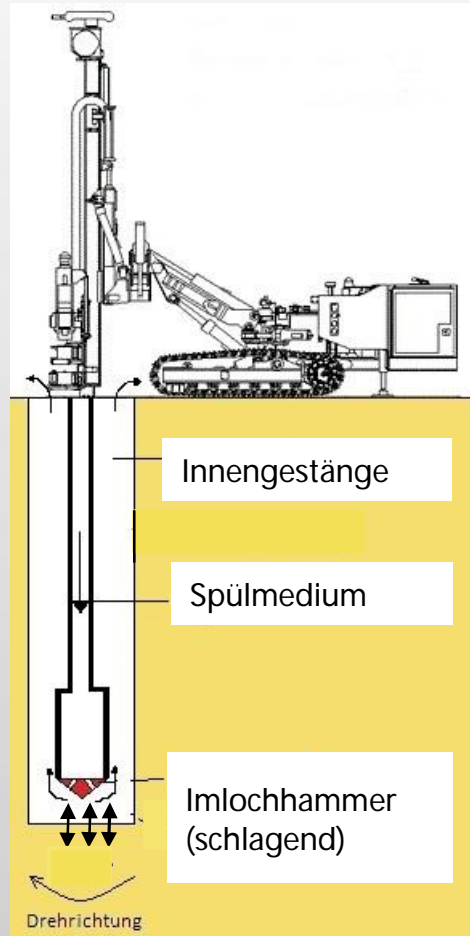 Innengestänge
Spülmedium
Imlochhammer
(schlagend)
Drehrichtung